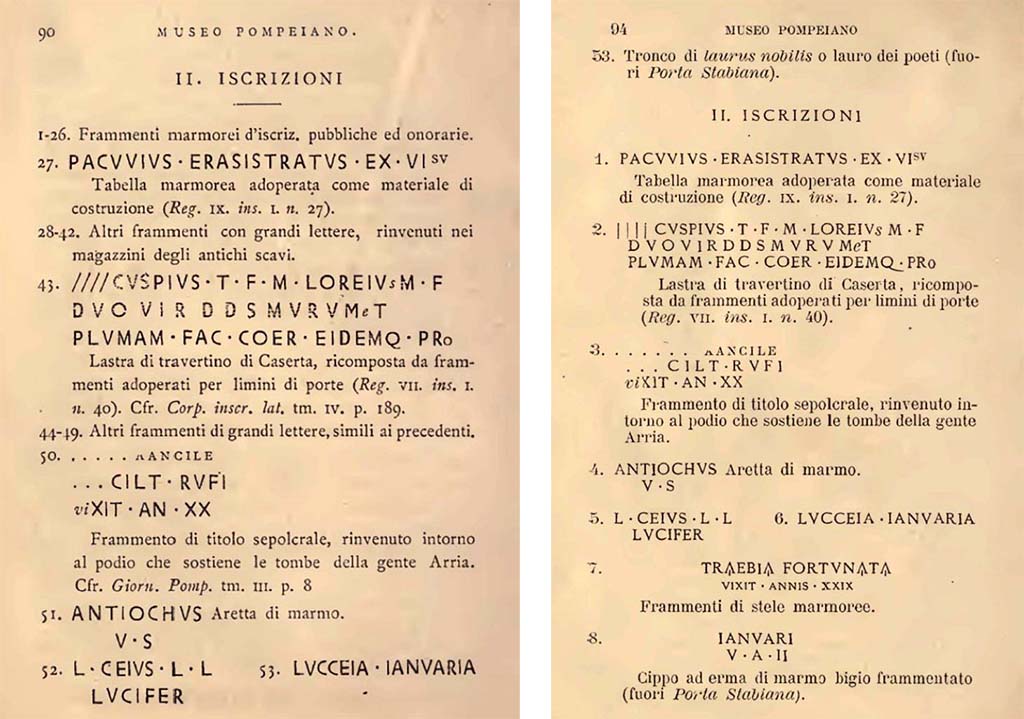 90 MUSEO POMPEIANO.
II. ISCRIZIONI
1-26. Frammenti marmorei d'iscriz. pubbliche ed onorarie.
27. PACVVIVS · ERASISTRATVS · EX · VI SV
Tabella marmorea adoperata come materiale di
costruzione (Reg. IX. ins. I. n. 27).
28-42. Altri frammenti con grandi lettere, rinvenuti nei
magazzini degli antichi scavi.
43. ////CVSPIVS · T · F · M · LOREIVs M · F
DVO VIR D D S MVRVM eT
PLVMAM · FAC · COER · EIDEMQ · PRo
Lastra di travertino di Caserta, ricomposta da fram-
menti adoperati per limini di porte (Reg. VII. ins. I.
n. 40). Cfr. Corp. inscr. lat. tm. IV. p. 189.
44-49. Altri frammenti di grandi lettere, simili ai precedenti.
50. . . . . . . AANCILE
. . . CILT · RVFI
viXIT · AN · XX
Frammento di titolo sepolcrale, rinvenuto intorno
al podio che sostiene le tombe della gente Arria.
Cfr. Giorn. Pomp. tm. III. p. 8
51. ANTIOCHVS Aretta di marmo.
V · S
52. L · CEIVS · L · L 53. LVCCEIA · IANVARIA
LVCIFER
94 MUSEO POMPEIANO
53. Tronco di laurus nobilis o lauro dei poeti (fuo-
ri Porta Stabiana).
II. ISCRIZIONI
1. PACVVIVS · ERASISTRATVS · EX · VI SV
Tabella marmorea adoperata come materiale
di costruzione (Reg. IX. ins. I. n. 27).
2. |||| CVSPIVS · T · F · M · LOREIVs M · F
DVOVIRDDSMVRVMeT
PLVMAM · FAC · COER · EIDEMQ · PRo
Lastra di travertino di Caserta, ricompo-
sta da frammenti adoperati per limini di porte
(Reg. VII. ins. I. n. 40).
3. . . . . . . . AANCILE
. . . CILT · RVFI
viXIT · AN · XX
Frammento di titolo sepolcrale, rinvenuto in-
torno al podio che sostiene le tombe della gente
Arria.
4. ANTIOCHVS Aretta di marmo.
V · S
5. L · CEIVS · L · L 6. LVCCEIA · IANVARIA
LVCIFER
7. TRAEBIA FORTVNATA
VIXIT · ANNIS · XXIX
Frammenti di stele marmoree.
8. IANVARI
V · A · II
Cippo ad erma di marmo bigio frammentato
(fuori Porta Stabiana).